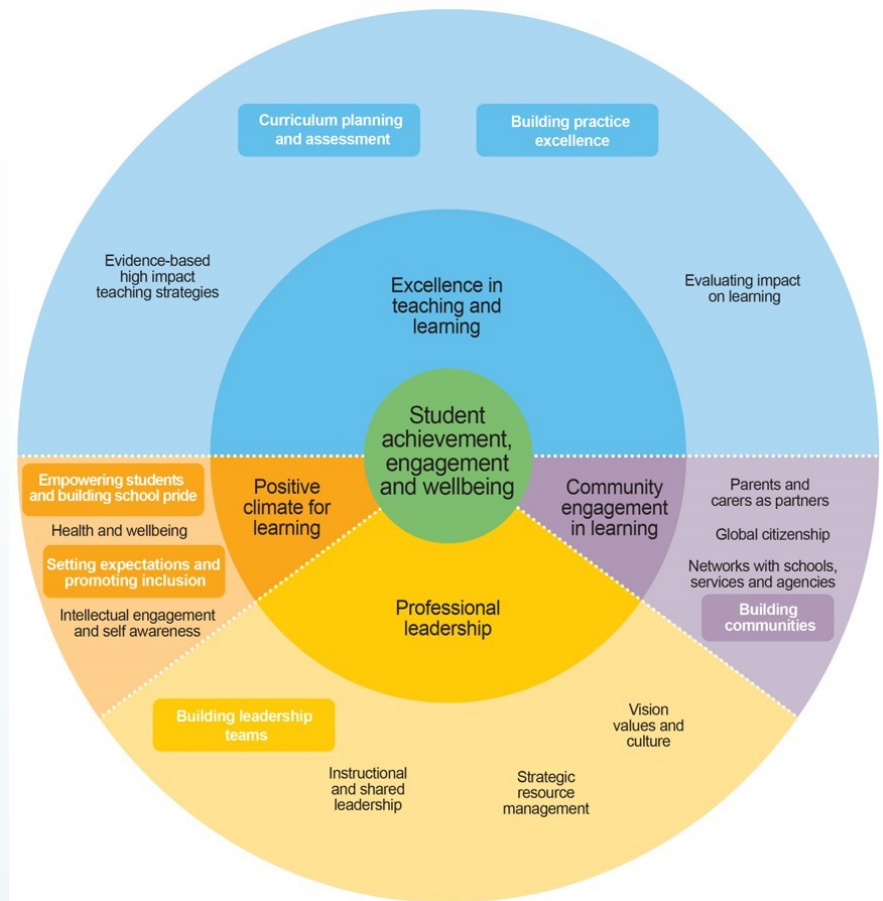 Curriculum planning
and assessment
Building practice
excellence
Evidence-based
high impact
teaching strategies
Excellence in
teaching and
learning
Evaluating impact
on learning
Student
achievement,
engagement
and wellbeing
Empowering students
and building school pride
Health and wellbeing
Setting expectations and
promoting inclusion
Intellectual engagement
and self awareness
Positive
climate for
learning
Community
engagement
in learning
Parents and
carers as partners
Global citizenship
Networks with schools,
services and agencies
Building
communities
Professional
leadership
Building leadership
teams
Instructional
and shared
leadership
Strategic
resource
management
Vision
values and
culture